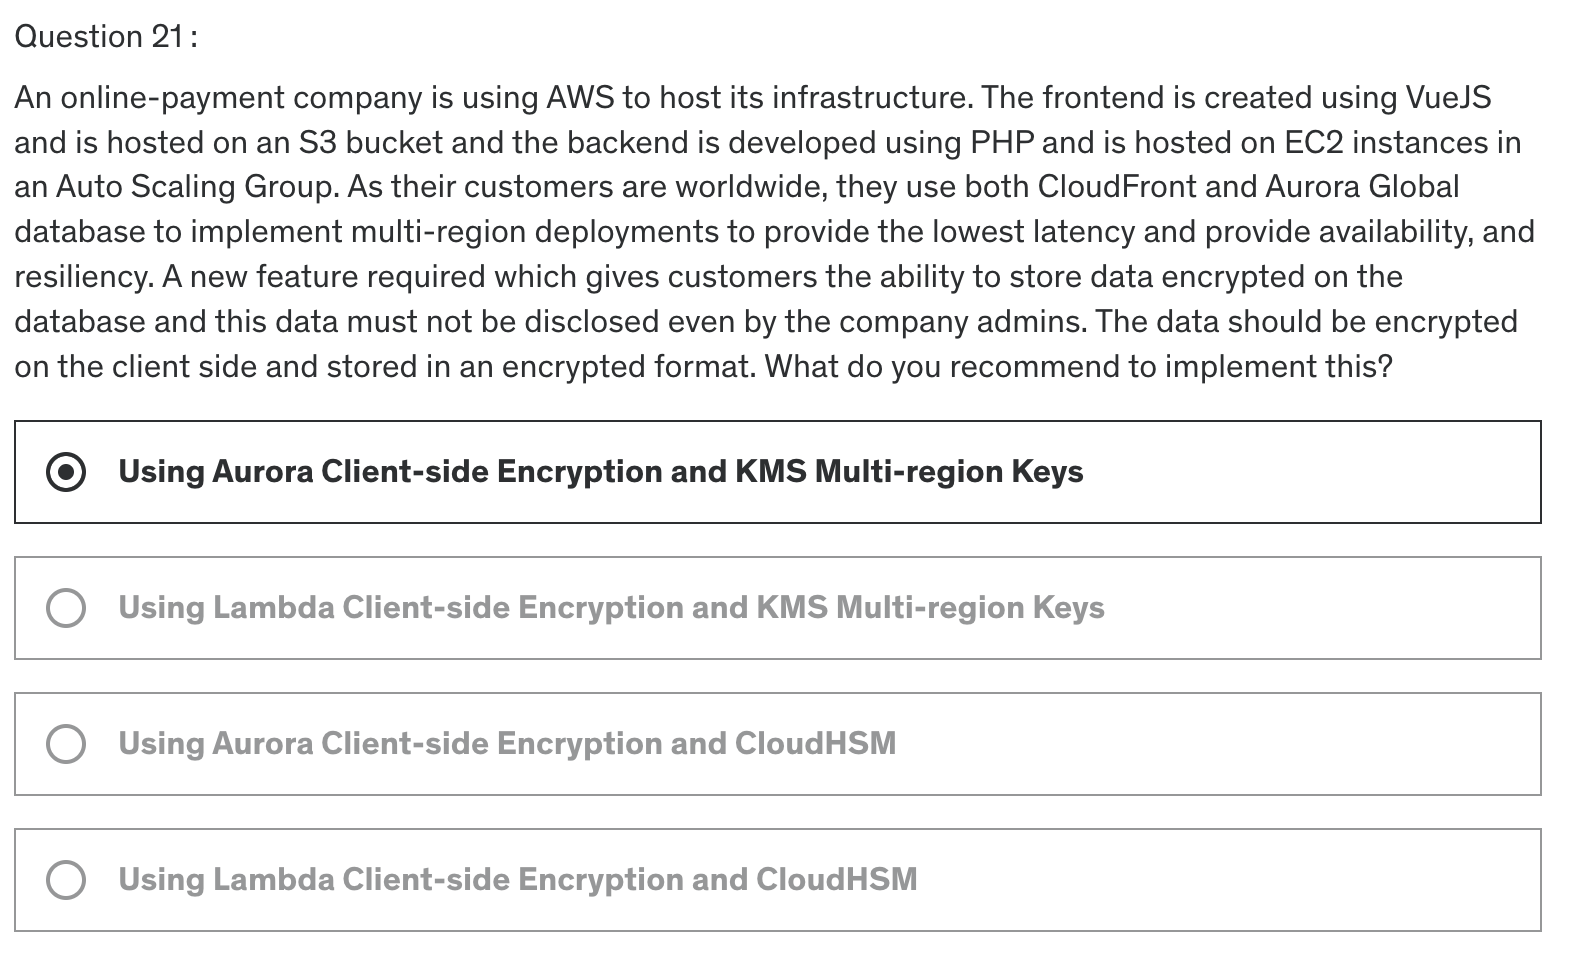 Question 21 :
An online-payment company is using AWS to host its infrastructure. The frontend is created using VueJS
and is hosted on an S3 bucket and the backend is developed using PHP and is hosted on EC2 instances in
an Auto Scaling Group. As their customers are worldwide, they use both CloudFront and Aurora Global
database to implement multi-region deployments to provide the lowest latency and provide availability, and
resiliency. A new feature required which gives customers the ability to store data encrypted on the
database and this data must not be disclosed even by the company admins. The data should be encrypted
on the client side and stored in an encrypted format. What do you recommend to implement this?
Using Aurora Client-side Encryption and KMS Multi-region Keys
Using Lambda Client-side Encryption and KMS Multi-region Keys
Using Aurora Client-side Encryption and CloudHSM
Using Lambda Client-side Encryption and CloudHSM